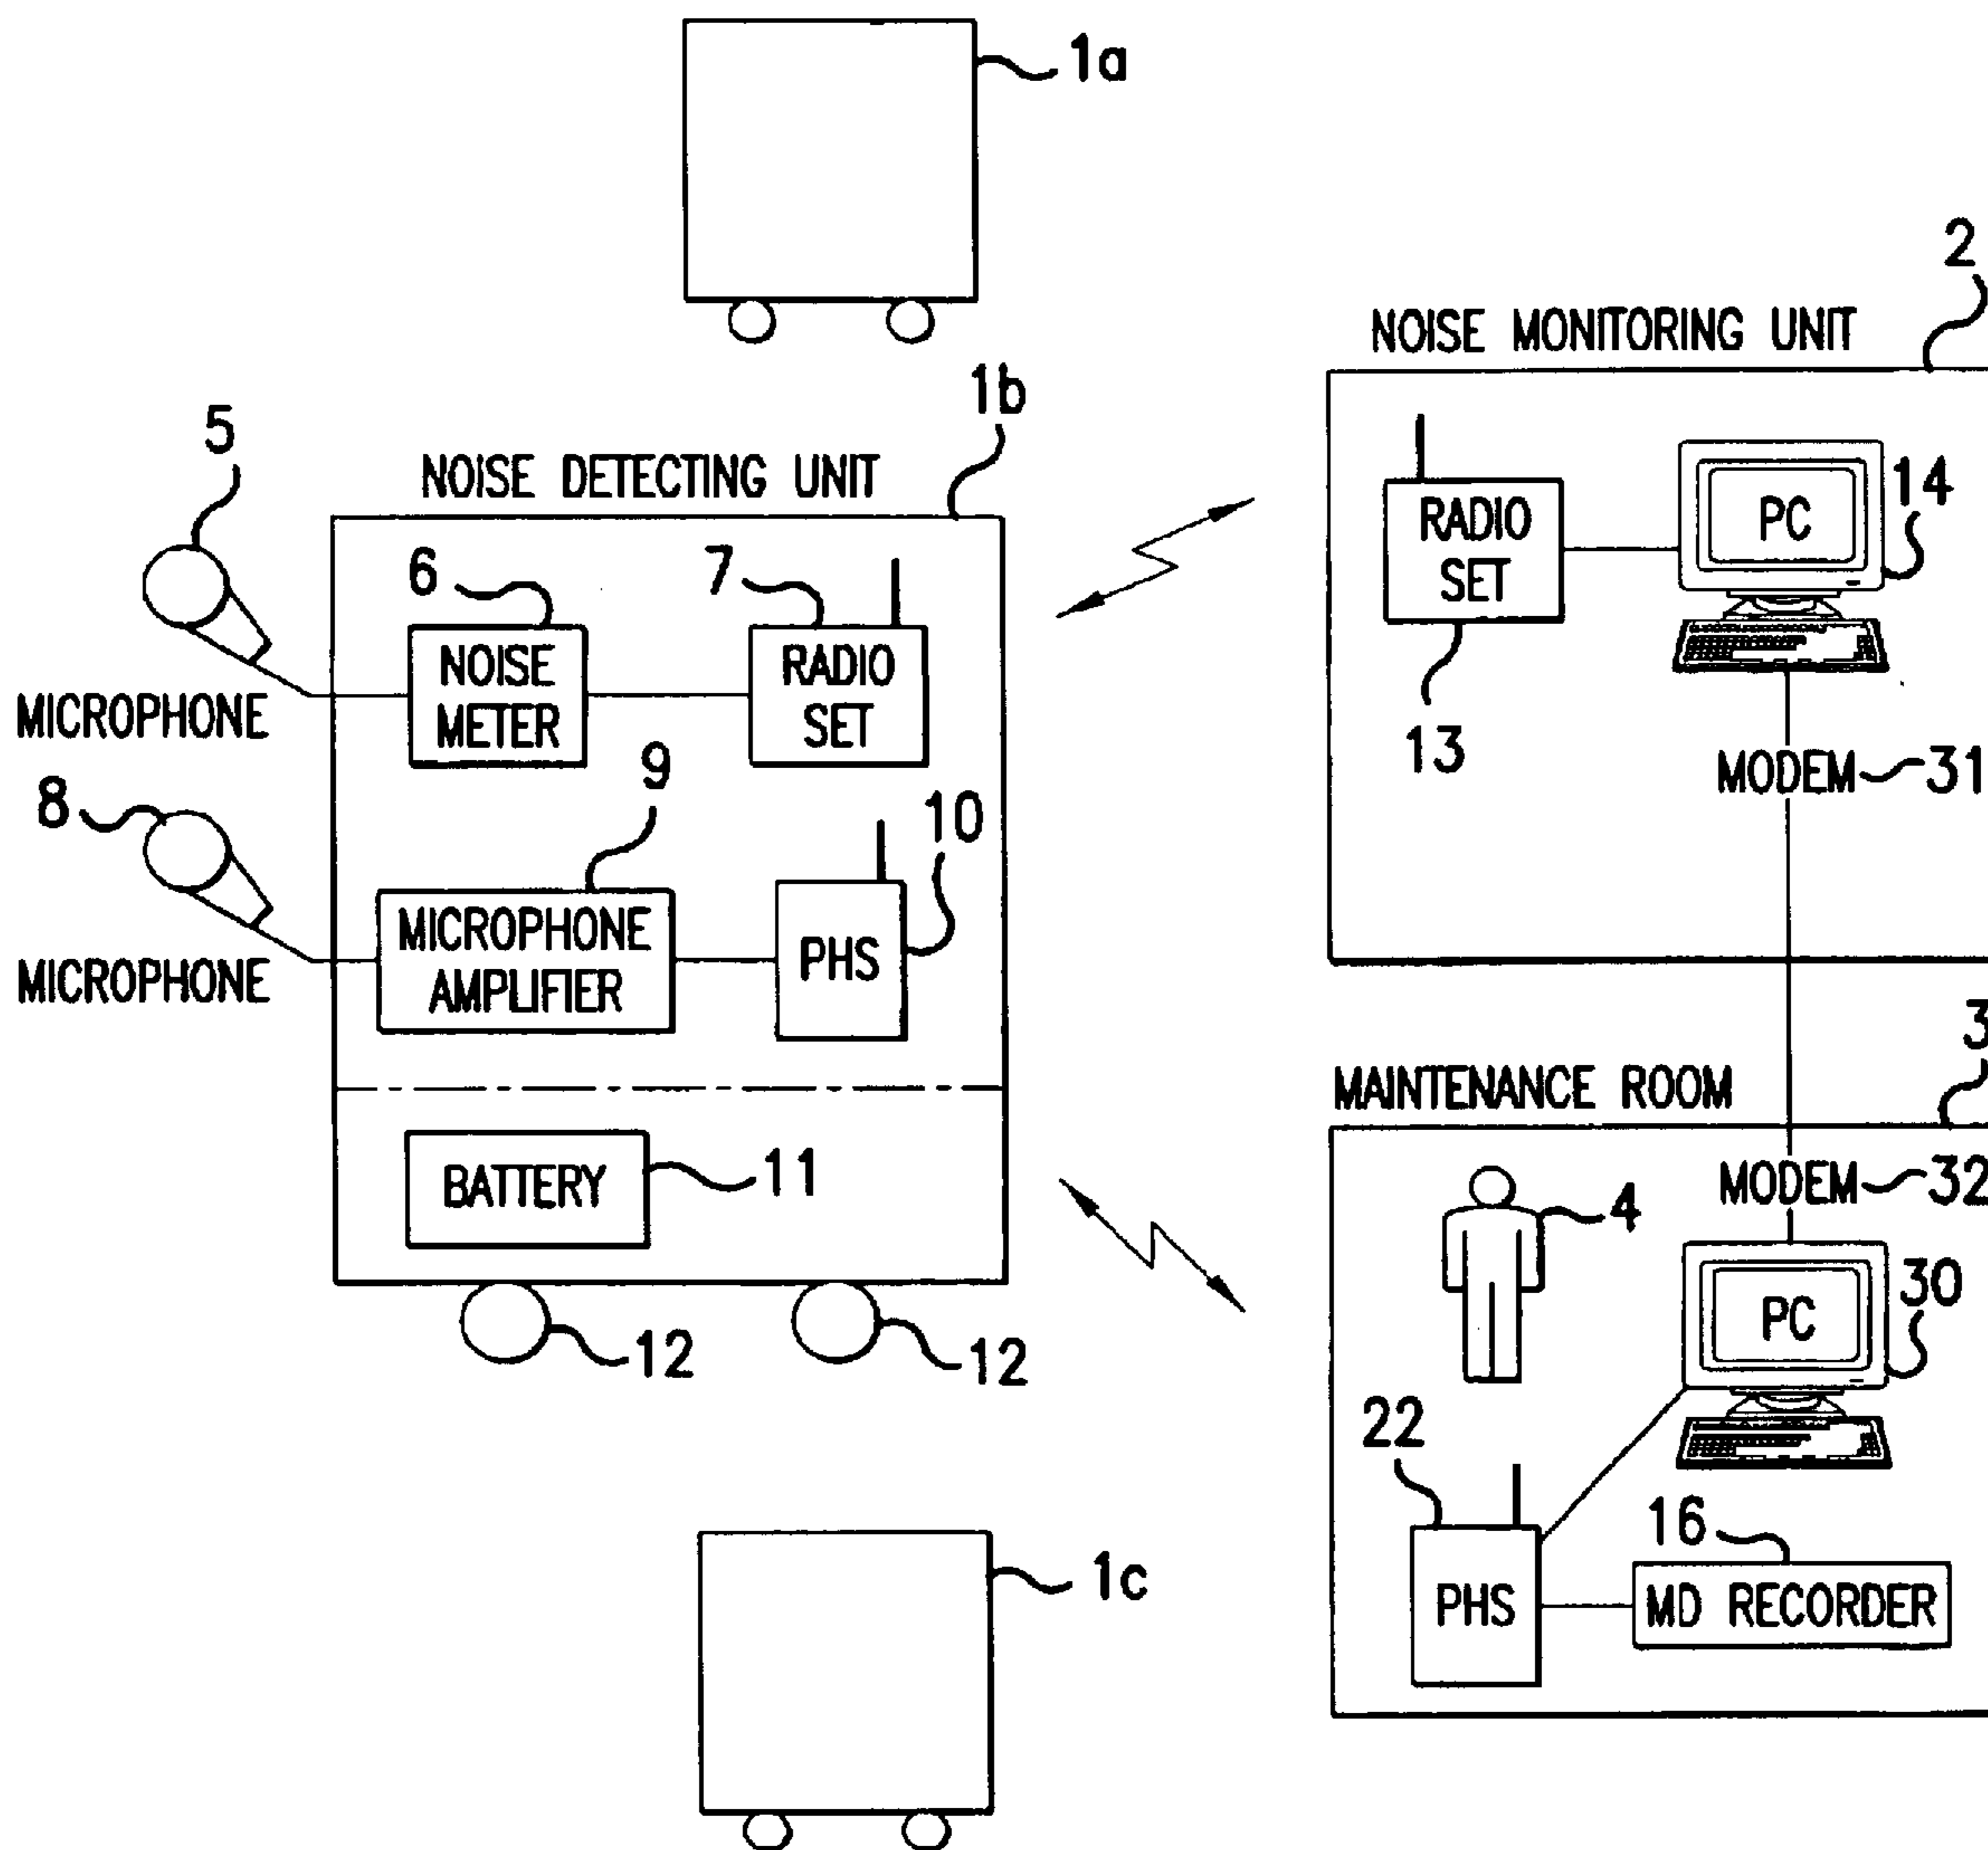 1a
2
NOISE MONITORING UNIT
1b
5
NOISE DETECTING UNIT
14
PC
RADIO
SET
6
7
NOISE
METER
RADIO
SET
MICROPHONE
13
MODEM
31
9
8
10
MICROPHONE
AMPLIFIER
PHS
MICROPHONE
3
MAINTENANCE ROOM
BATTERY
11
MODEM
32
4
30
PC
12
12
22
16
1c
PHS
MD RECORDER